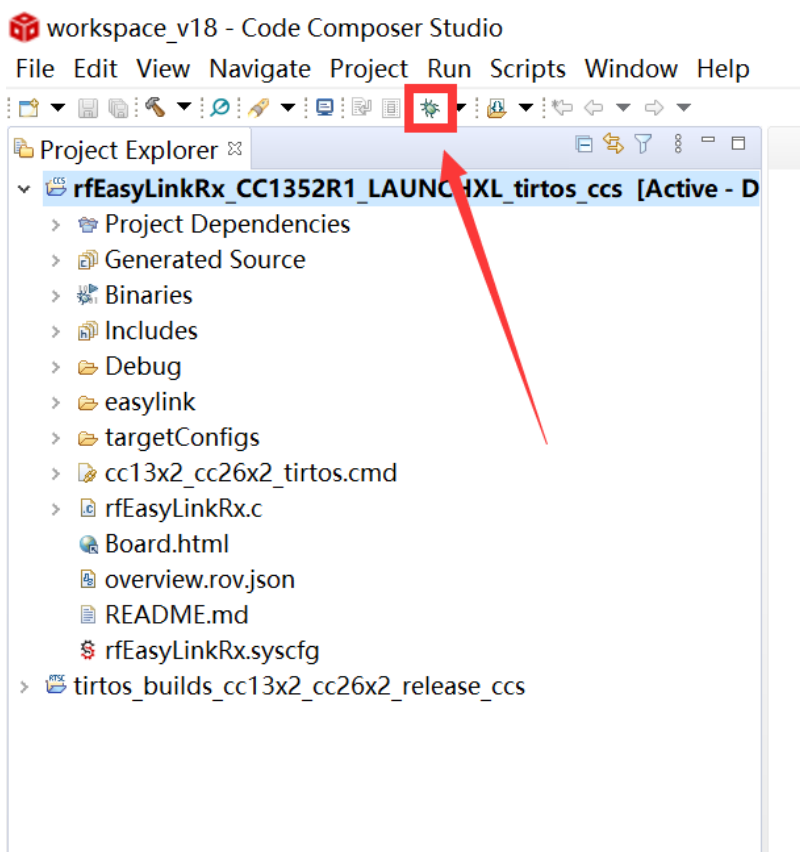 workspace_v18 - Code Composer Studio
File Edit View Navigate Project Run Scripts Window Help
Project Explorer
rfEasyLinkRx_CC1352R1_LAUNCHXL_tirtos_ccs [Active - D
Project Dependencies
Generated Source
Binaries
Includes
Debug
easylink
targetConfigs
cc13x2_cc26x2_tirtos.cmd
rfEasyLinkRx.c
Board.html
overview.rov.json
README.md
rfEasyLinkRx.syscfg
tirtos_builds_cc13x2_cc26x2_release_ccs